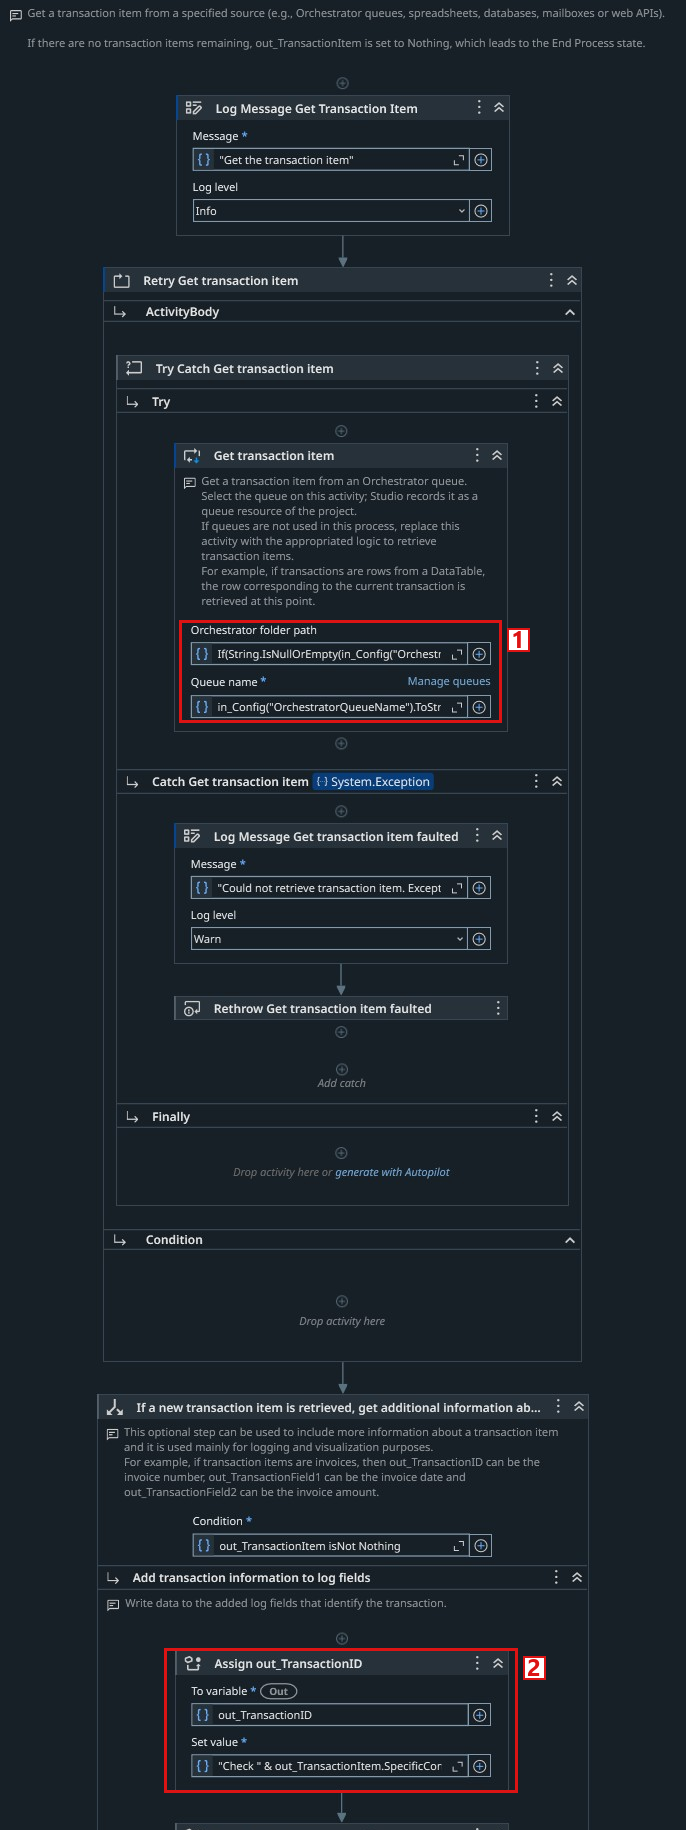 Get a transaction item from a specified source (e.g., Orchestrator queues, spreadsheets, databases, mailboxes or web APIs).
If there are no transaction items remaining, out_TransactionItem is set to Nothing, which leads to the End Process state.
Log Message Get Transaction Item
Message *
"Get the transaction item"
Log level
Info
Retry Get transaction item
ActivityBody
Try Catch Get transaction item
Try
Get transaction item
Get a transaction item from an Orchestrator queue.
Select the queue on this activity; Studio records it as a
queue resource of the project.
If queues are not used in this process, replace this
activity with the appropriated logic to retrieve
transaction items.
For example, if transactions are rows from a DataTable,
the row corresponding to the current transaction is
retrieved at this point.
Orchestrator folder path
1
If(String.IsNullOrEmpty(in_Config("Orchestr
Queue name * Manage queues
in_Config("OrchestratorQueueName").ToStr
Catch Get transaction item System.Exception
Log Message Get transaction item faulted
Message *
"Could not retrieve transaction item. Except
Log level
Warn
Rethrow Get transaction item faulted
Add catch
Finally
Drop activity here or generate with Autopilot
Condition
Drop activity here
If a new transaction item is retrieved, get additional information ab...
This optional step can be used to include more information about a transaction item
and it is used mainly for logging and visualization purposes.
For example, if transaction items are invoices, then out_TransactionID can be the
invoice number, out_TransactionField1 can be the invoice date and
out_TransactionField2 can be the invoice amount.
Condition *
out_TransactionItem isNot Nothing
Add transaction information to log fields
Write data to the added log fields that identify the transaction.
Assign out_TransactionID
2
To variable * Out
out_TransactionID
Set value *
"Check " & out_TransactionItem.SpecificCor